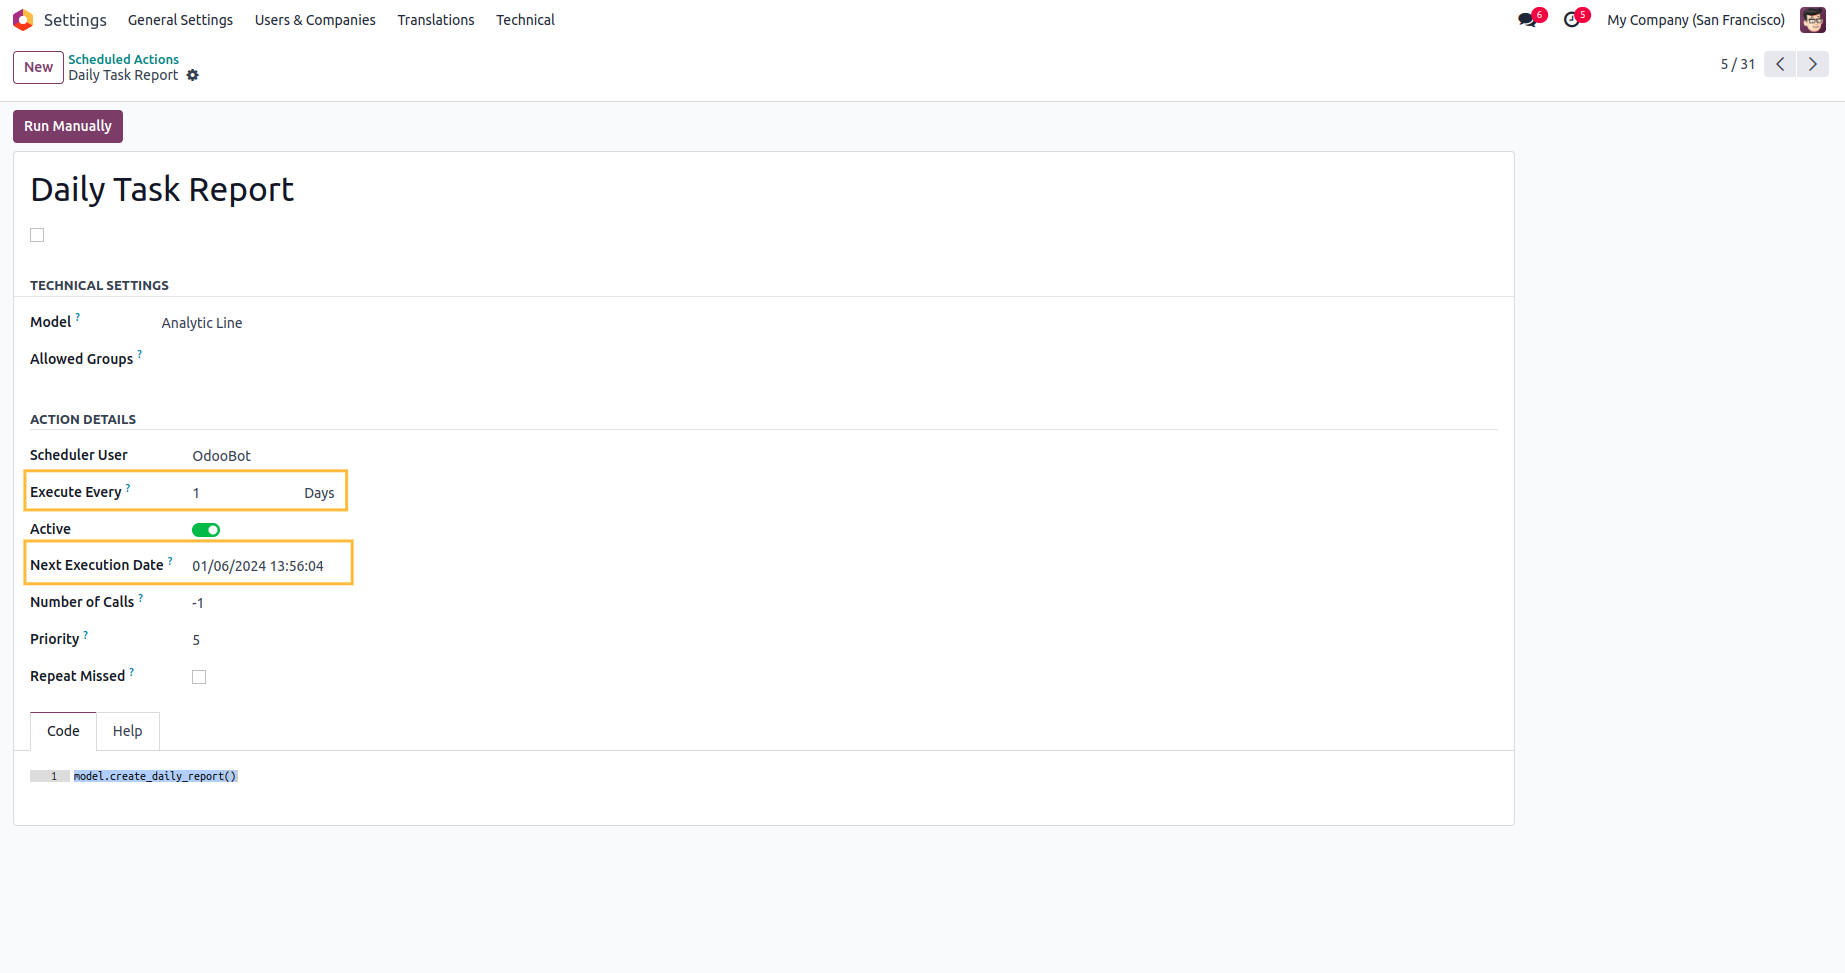 Settings General Settings Users & Companies Translations Technical 6 5 My Company (San Francisco)
New Scheduled Actions
Daily Task Report
5 / 31
Run Manually
Daily Task Report
TECHNICAL SETTINGS
Model ? Analytic Line
Allowed Groups ?
ACTION DETAILS
Scheduler User OdooBot
Execute Every ? 1 Days
Active
Next Execution Date ? 01/06/2024 13:56:04
Number of Calls ? -1
Priority ? 5
Repeat Missed ?
Code Help
1 model.create_daily_report()